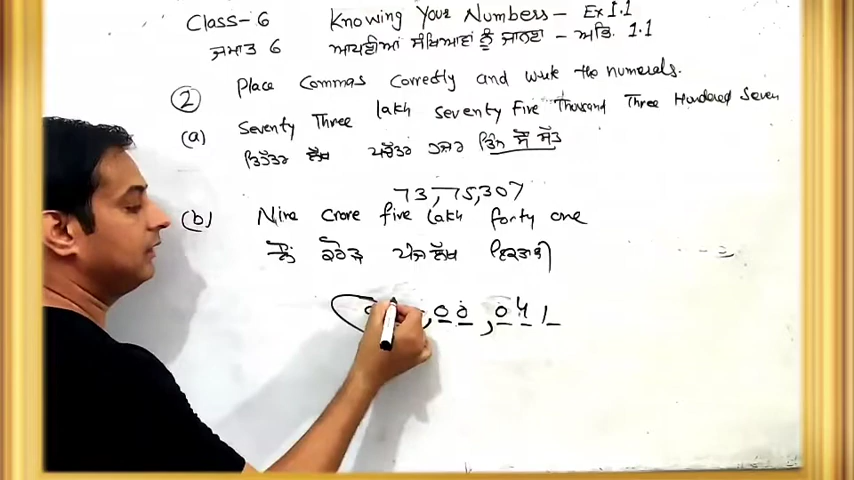 Class-6 Knowing Your Numbers - Ex 1.1
ਜਮਾਤ 6 ਆਪਣੀਆਂ ਸੰਖਿਆਵਾਂ ਨੂੰ ਜਾਨਣਾ - ਅਭਿ. 1.1
② Place Commas Correctly and write the numerals.
(a) Seventy Three lakh seventy five Thousand Three Hundered Seven
ਤਿਹੱਤਰ ਲੱਖ ਪਚੱਤਰ ਹਜ਼ਾਰ ਤਿੰਨ ਸੌ ਸੱਤ
73,75,307
(b) Nine crore five lakh forty one
ਨੌਂ ਕਰੋੜ ਪੰਜ ਲੱਖ ਇਕਤਾਲੀ
,00,041